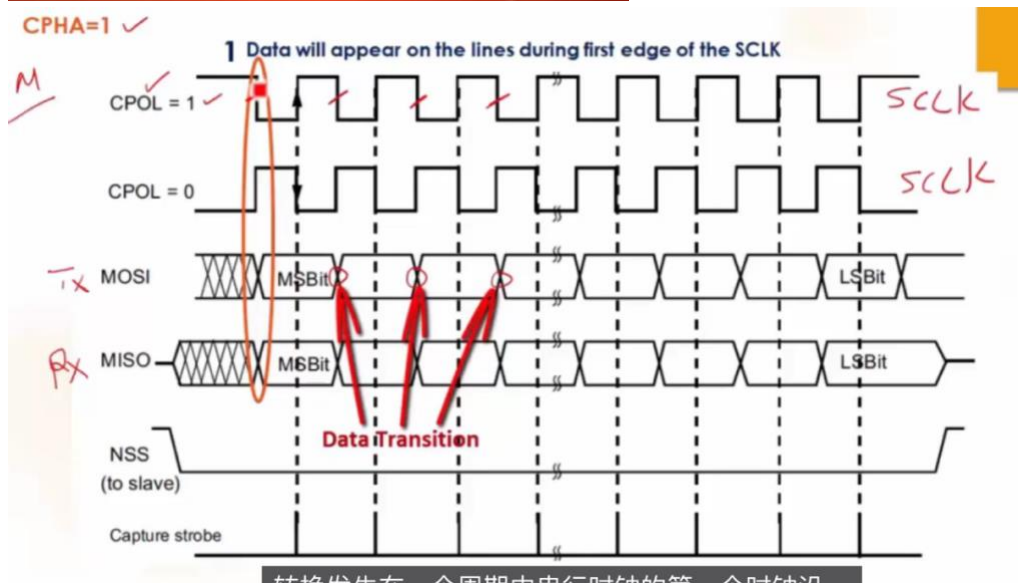 CPHA=1
1 Data will appear on the lines during first edge of the SCLK
M
CPOL = 1
SCLK
CPOL = 0
SCLK
Tx MOSI MSBit LSBit
Rx MISO MSBit LSBit
Data Transition
NSS
(to slave)
Capture strobe